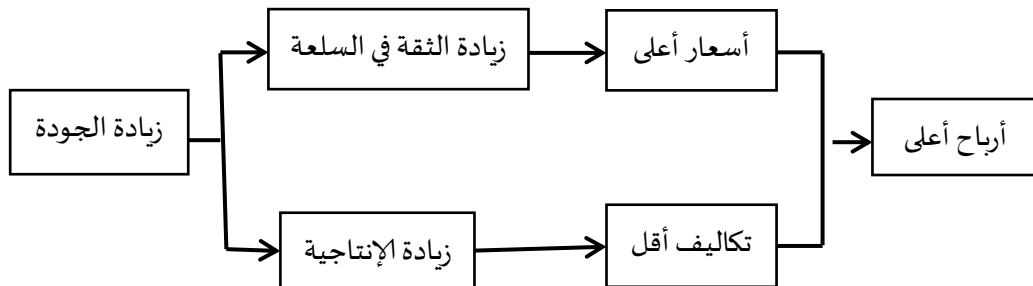 زيادة الثقة في السلعة
أسعار أعلى
زيادة الجودة
أرباح أعلى
زيادة الإنتاجية
تكاليف أقل